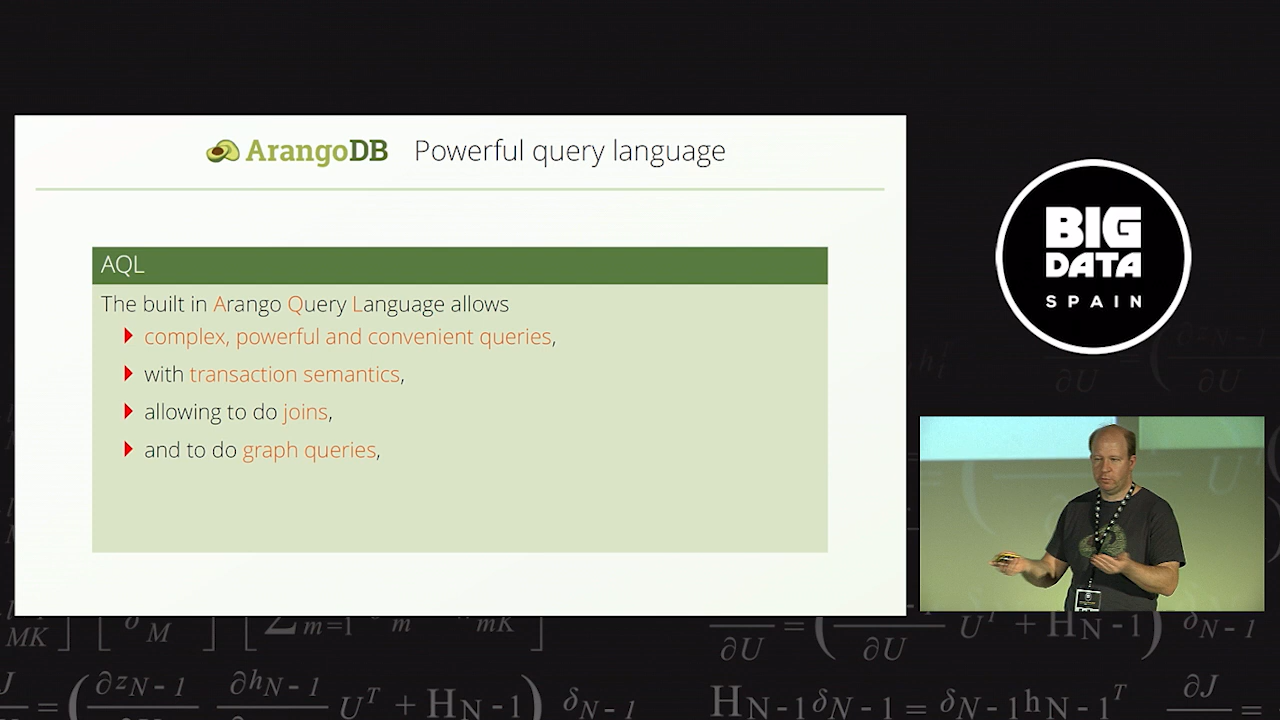 ArangoDB Powerful query language
AQL
The built in Arango Query Language allows
complex, powerful and convenient queries,
with transaction semantics,
allowing to do joins,
and to do graph queries,
BIG
DATA
SPAIN